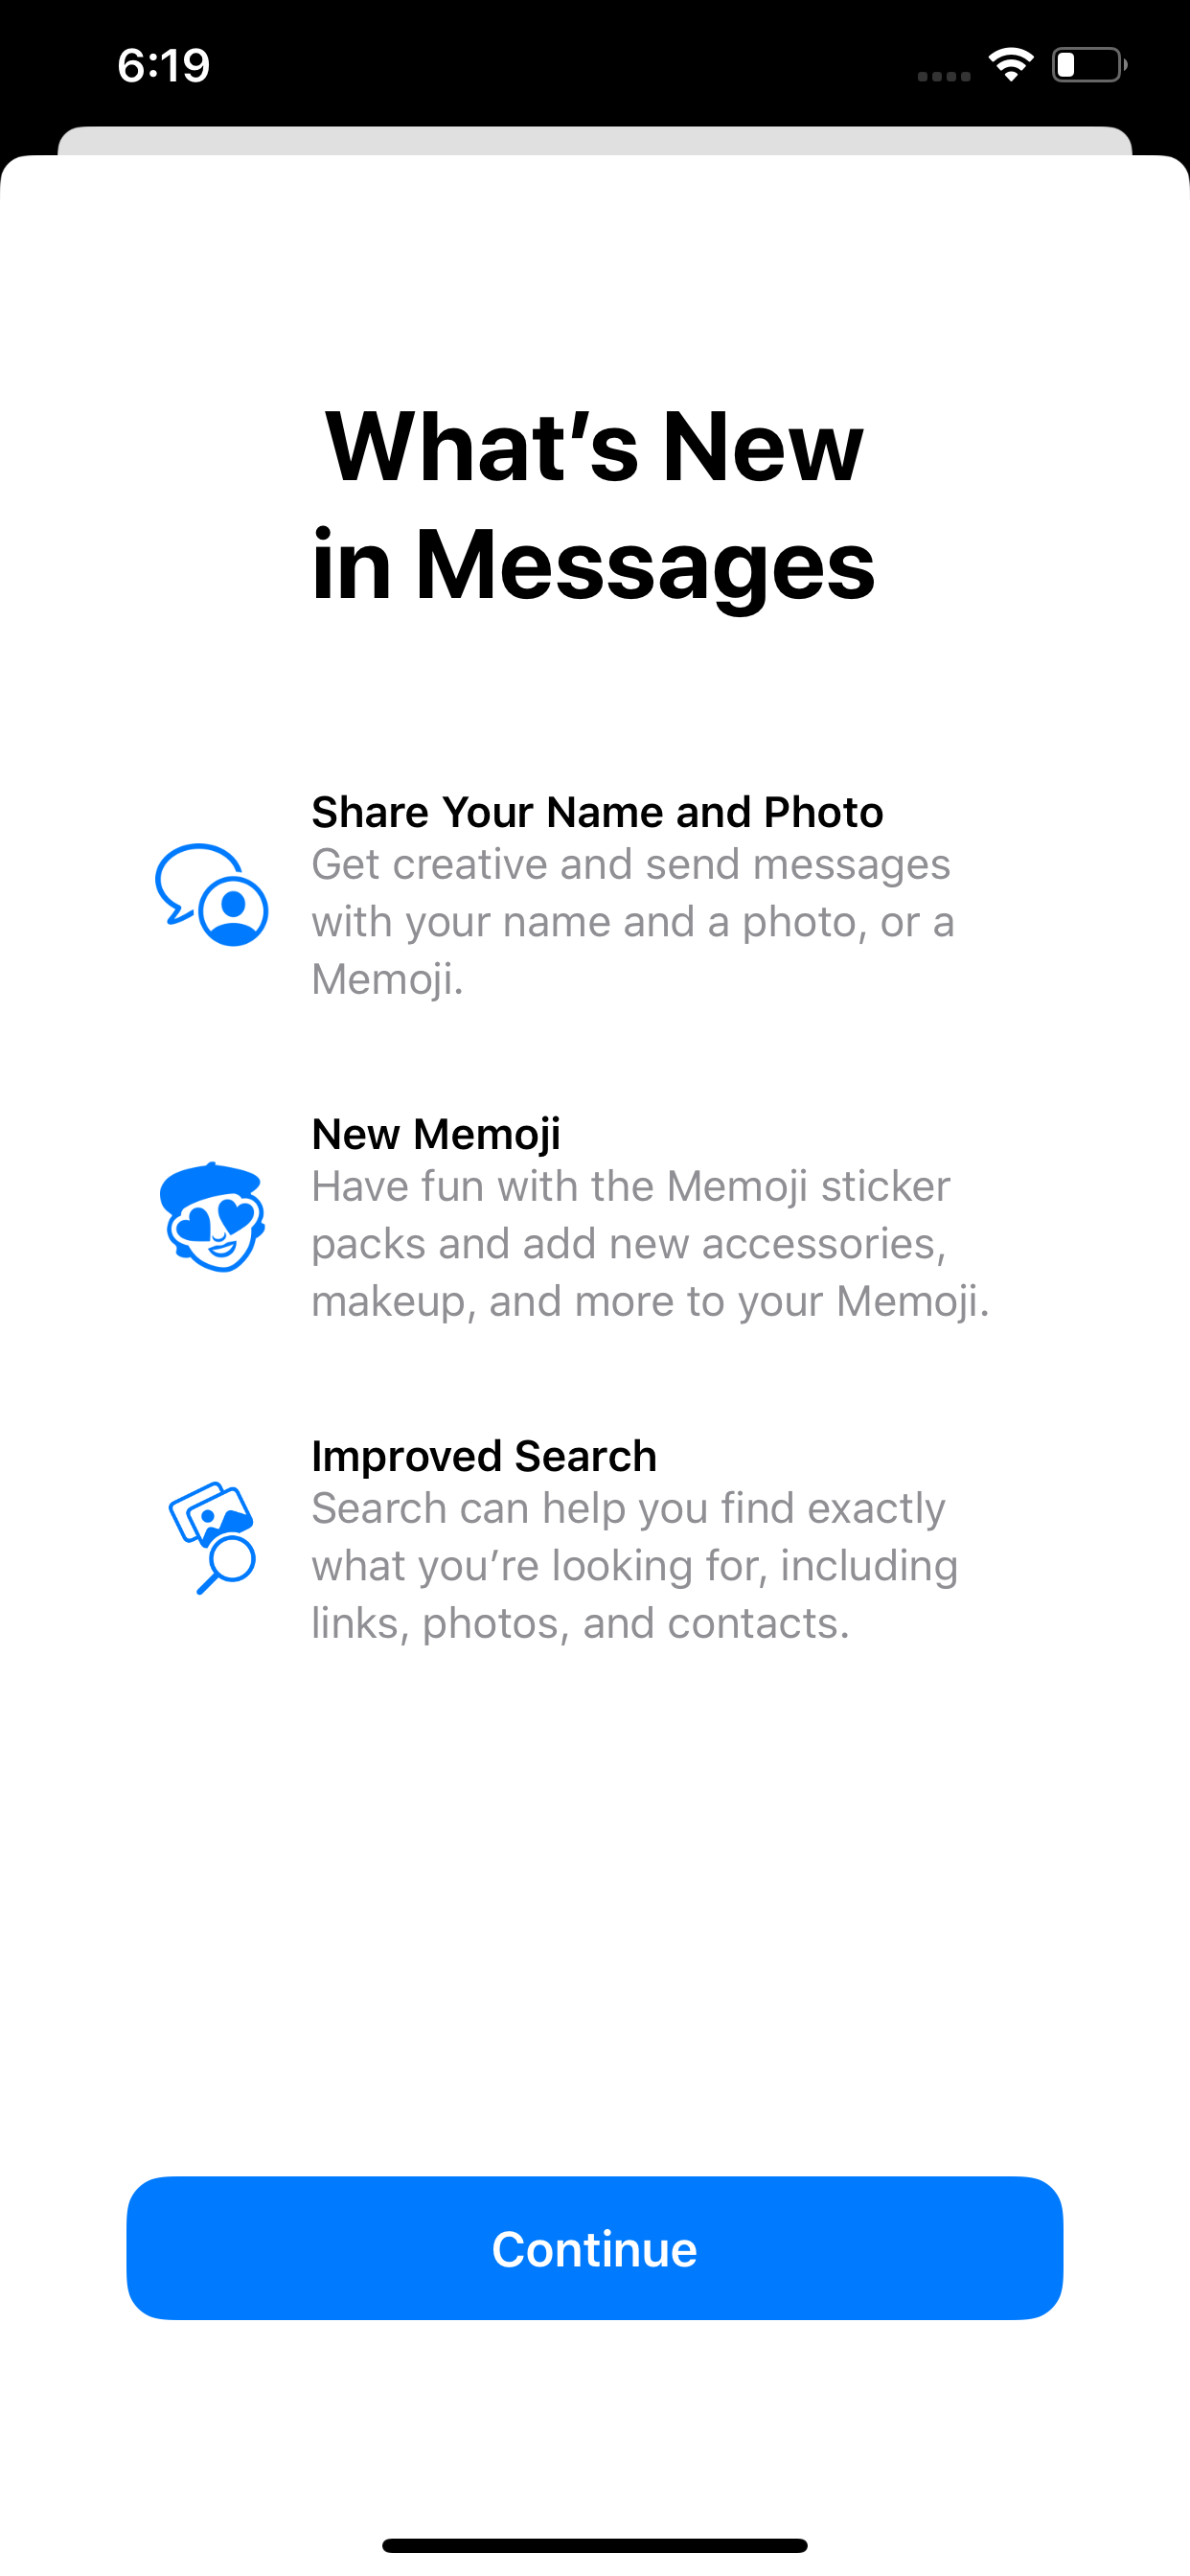 6:19
What’s New
in Messages
Share Your Name and Photo
Get creative and send messages
with your name and a photo, or a
Memoji.
New Memoji
Have fun with the Memoji sticker
packs and add new accessories,
makeup, and more to your Memoji.
Improved Search
Search can help you find exactly
what you’re looking for, including
links, photos, and contacts.
Continue